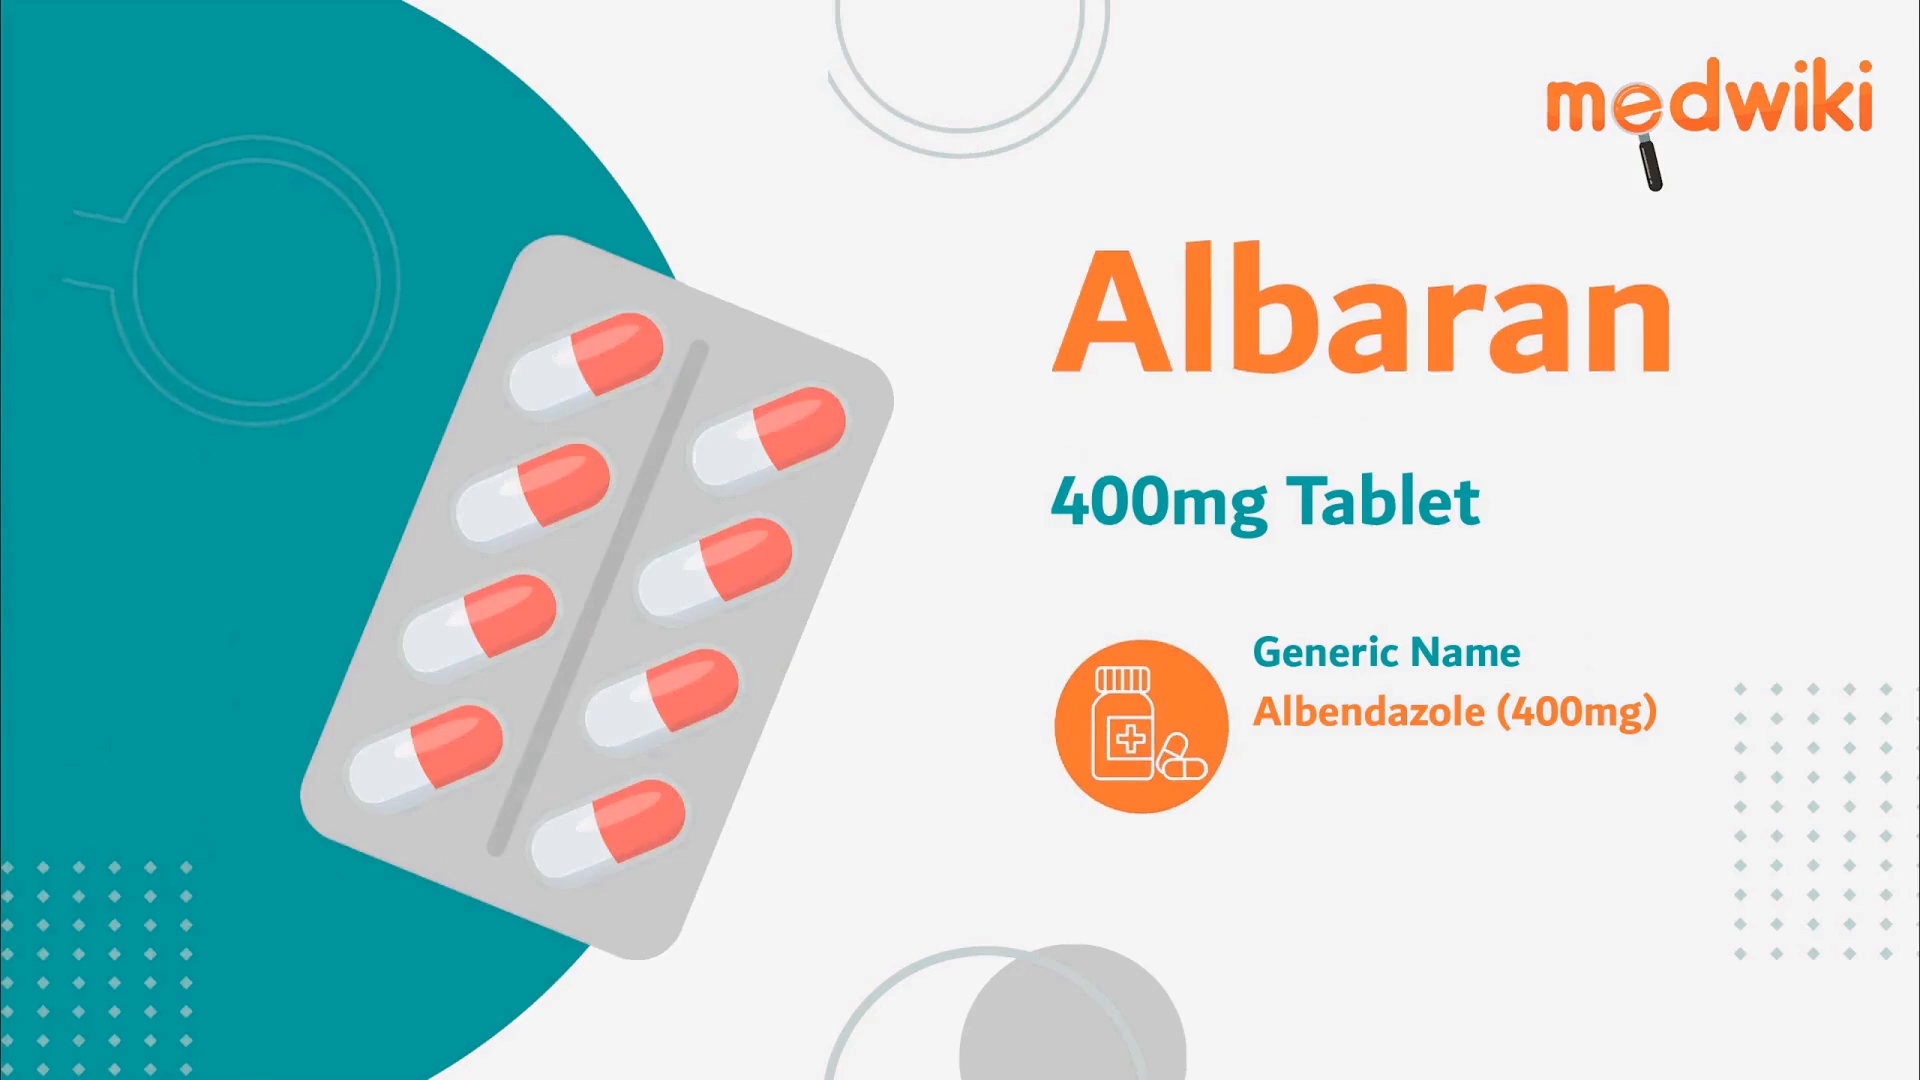 medwiki
Albaran
400mg Tablet
Generic Name
Albendazole (400mg)